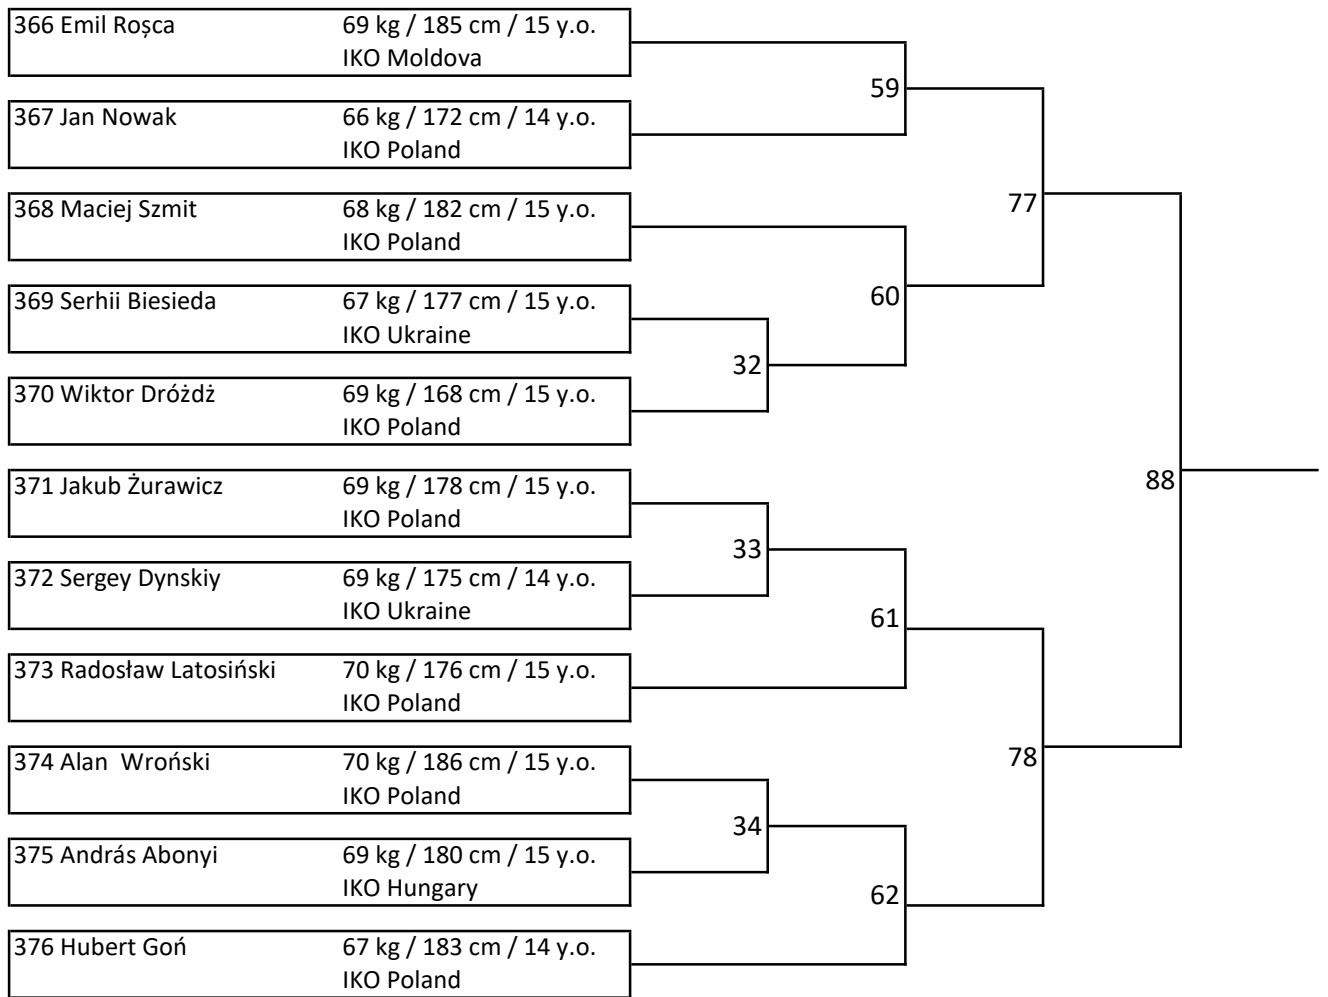 366 Emil Roșca 69 kg / 185 cm / 15 y.o.
IKO Moldova
59
367 Jan Nowak 66 kg / 172 cm / 14 y.o.
IKO Poland
368 Maciej Szmit 68 kg / 182 cm / 15 y.o.
77
IKO Poland
369 Serhii Biesieda 67 kg / 177 cm / 15 y.o.
60
IKO Ukraine
32
370 Wiktor Dróżdż 69 kg / 168 cm / 15 y.o.
IKO Poland
371 Jakub Żurawicz 69 kg / 178 cm / 15 y.o.
88
IKO Poland
33
372 Sergey Dynskiy 69 kg / 175 cm / 14 y.o.
IKO Ukraine
61
373 Radosław Latosiński 70 kg / 176 cm / 15 y.o.
IKO Poland
374 Alan  Wroński 70 kg / 186 cm / 15 y.o.
78
IKO Poland
34
375 András Abonyi 69 kg / 180 cm / 15 y.o.
IKO Hungary
62
376 Hubert Goń 67 kg / 183 cm / 14 y.o.
IKO Poland